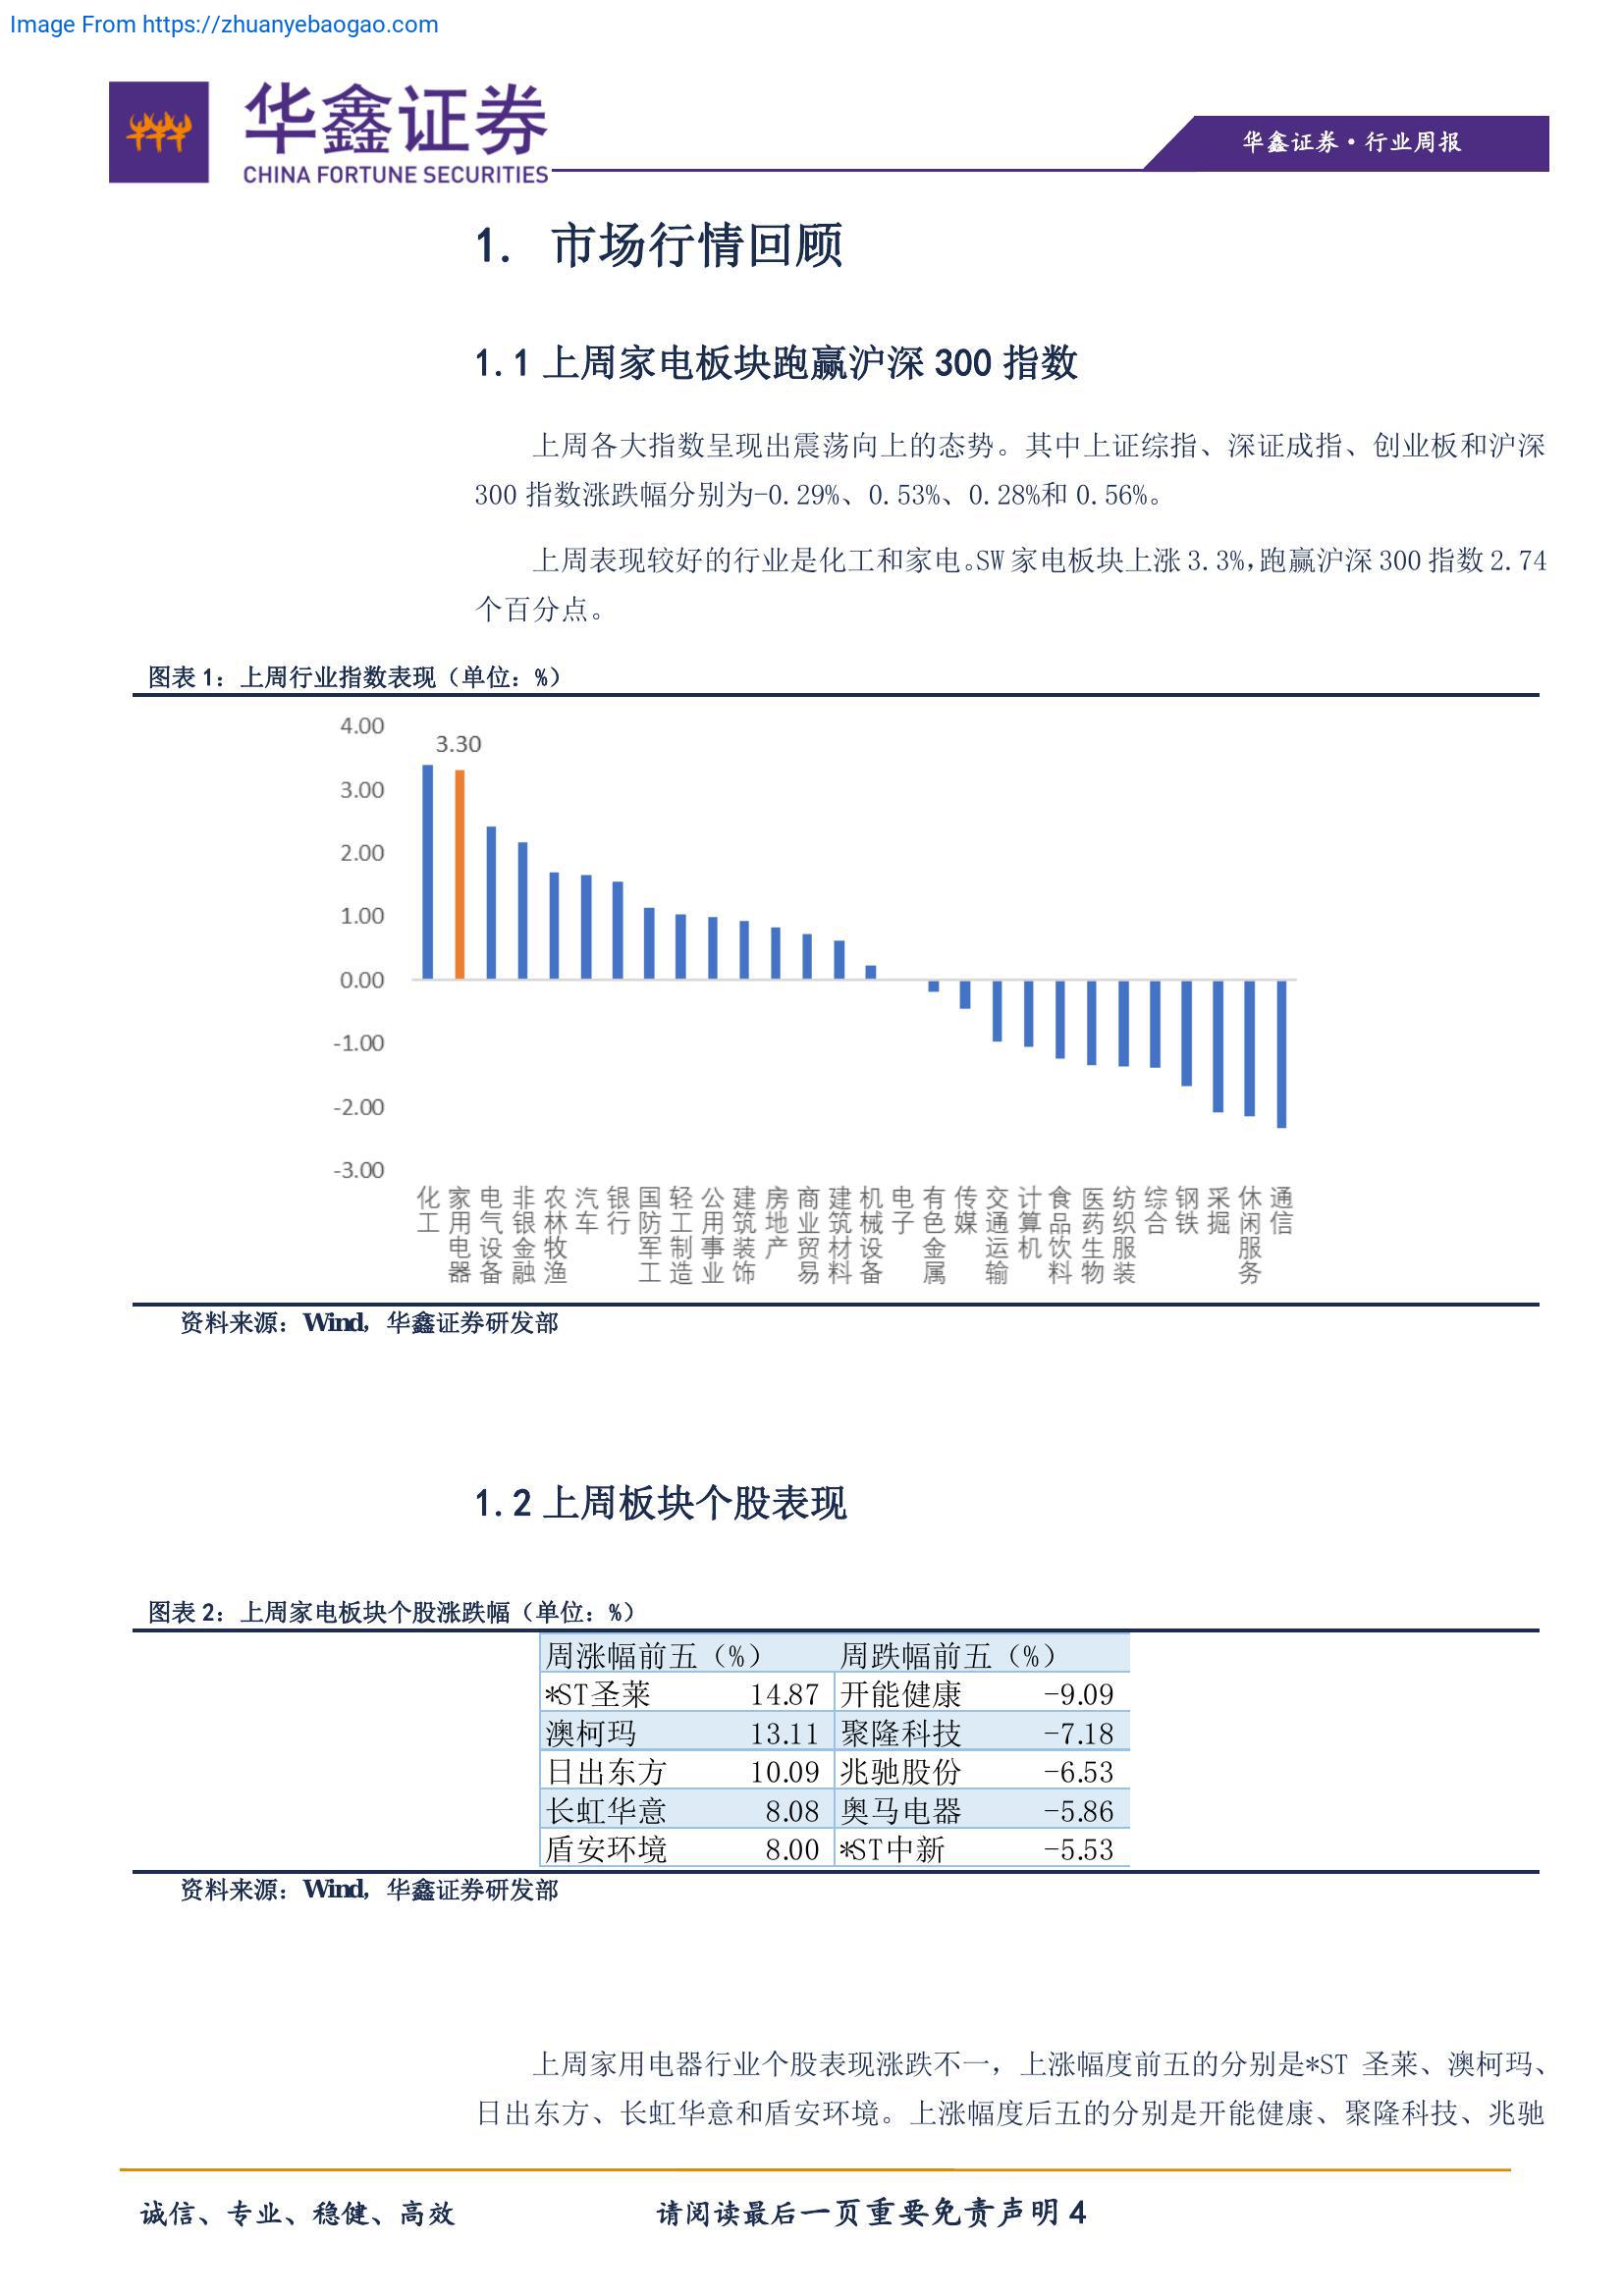 Image From https://zhuanyebaogao.com
华鑫证券
CHINA FORTUNE SECURITIES
华鑫证券·行业周报
1. 市场行情回顾
1.1 上周家电板块跑赢沪深 300 指数
上周各大指数呈现出震荡向上的态势。其中上证综指、深证成指、创业板和沪深
300 指数涨跌幅分别为-0.29%、0.53%、0.28%和 0.56%。
上周表现较好的行业是化工和家电。SW 家电板块上涨 3.3%,跑赢沪深 300 指数 2.74
个百分点。
图表 1：上周行业指数表现（单位：%）
4.00
3.30
3.00
2.00
1.00
0.00
-1.00
-2.00
-3.00
化工
家用电器
电气设备
非银金融
农林牧渔
汽车
银行
国防军工
轻工制造
公用事业
建筑装饰
房地产
商业贸易
建筑材料
机械设备
电子
有色金属
传媒
交通运输
计算机
食品饮料
医药生物
纺织服装
综合
钢铁
采掘
休闲服务
通信
资料来源：Wind，华鑫证券研发部
1.2 上周板块个股表现
图表 2：上周家电板块个股涨跌幅（单位：%）
周涨幅前五（%） 周跌幅前五（%）
*ST圣莱 14.87 开能健康 -9.09
澳柯玛 13.11 聚隆科技 -7.18
日出东方 10.09 兆驰股份 -6.53
长虹华意 8.08 奥马电器 -5.86
盾安环境 8.00 *ST中新 -5.53
资料来源：Wind，华鑫证券研发部
上周家用电器行业个股表现涨跌不一，上涨幅度前五的分别是*ST 圣莱、澳柯玛、
日出东方、长虹华意和盾安环境。上涨幅度后五的分别是开能健康、聚隆科技、兆驰
诚信、专业、稳健、高效
请阅读最后一页重要免责声明 4